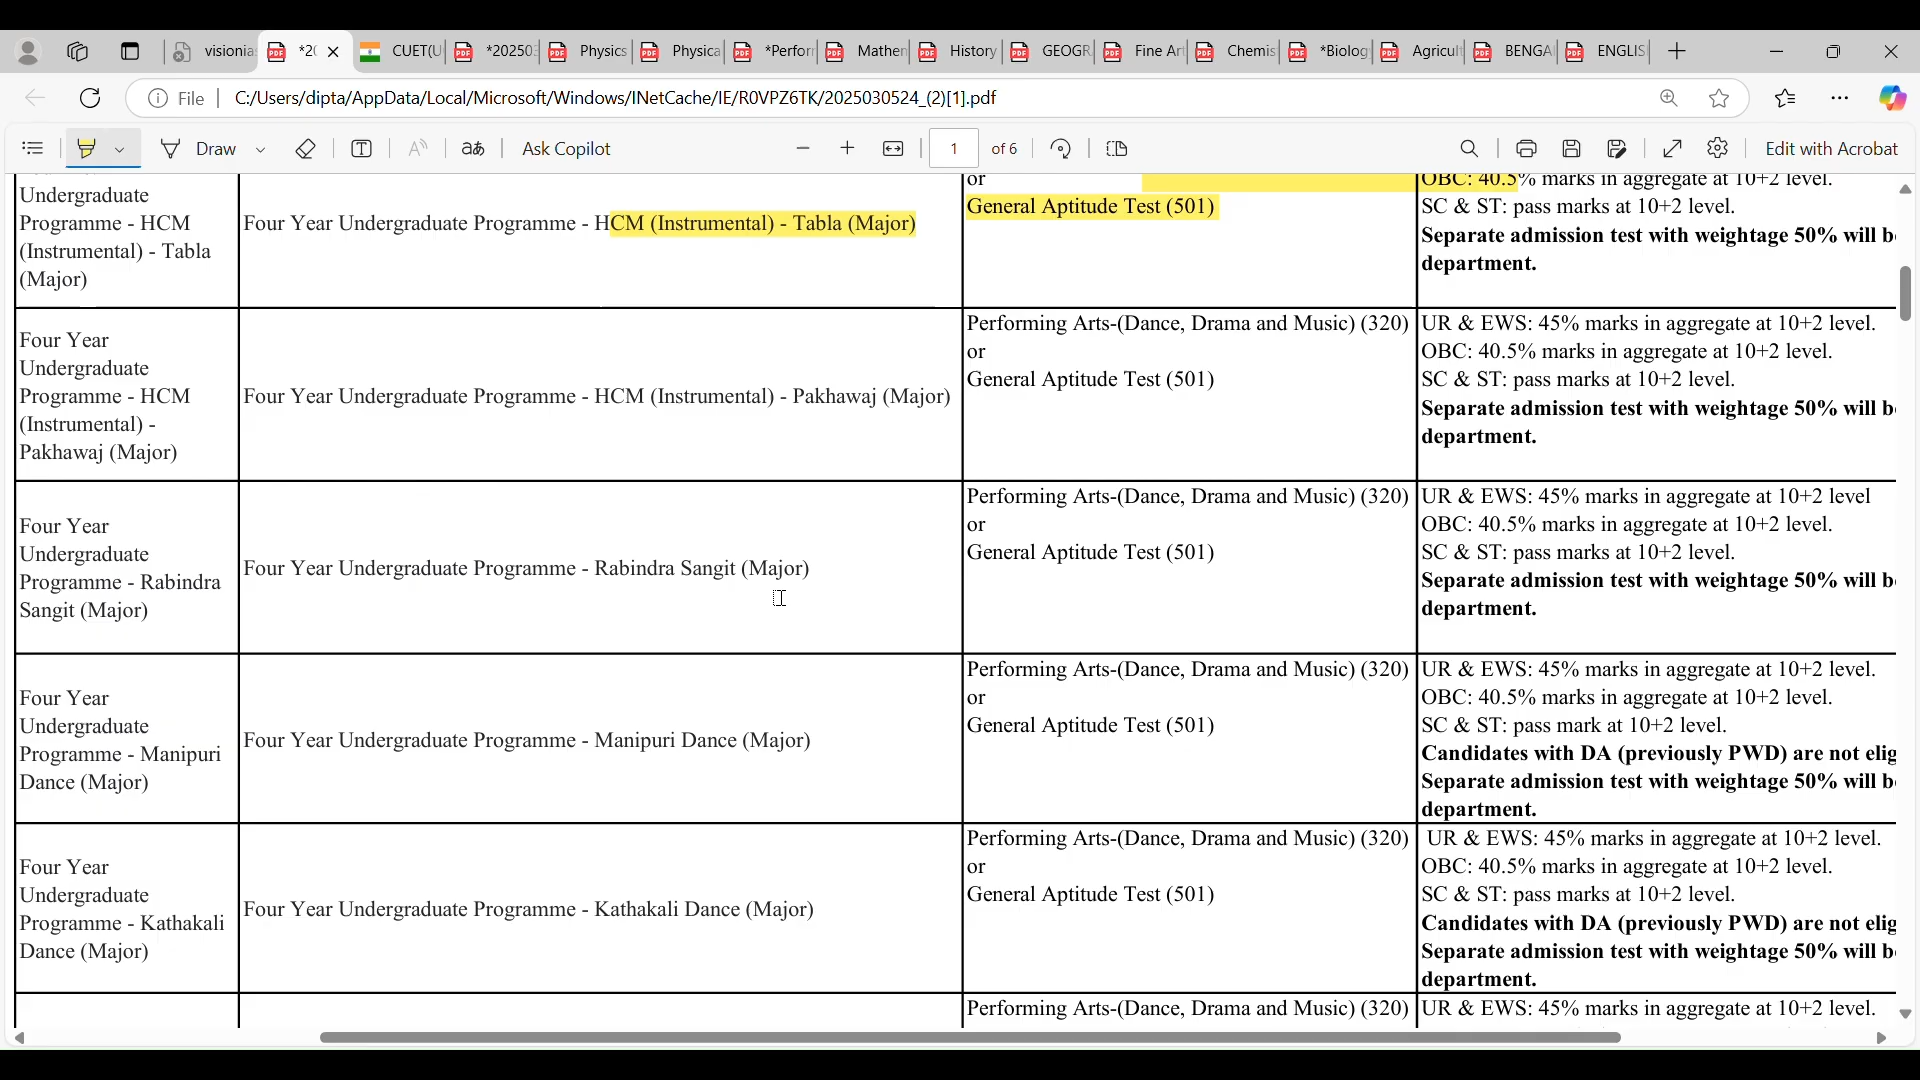 visionia
*20
CUET(U
*20250
Physics
Physica
*Perfor
Mathen
History
GEOGR
Fine Ar
Chemis
*Biolog
Agricult
BENGA
ENGLIS
File
C:/Users/dipta/AppData/Local/Microsoft/Windows/INetCache/IE/R0VPZ6TK/2025030524_(2)[1].pdf
Draw
Ask Copilot
1 of 6
Edit with Acrobat
Undergraduate
Programme - HCM
(Instrumental) - Tabla
(Major)
Four Year Undergraduate Programme - HCM (Instrumental) - Tabla (Major)
or
General Aptitude Test (501)
OBC: 40.5% marks in aggregate at 10+2 level.
SC & ST: pass marks at 10+2 level.
Separate admission test with weightage 50% will b
department.
Four Year
Undergraduate
Programme - HCM
(Instrumental) -
Pakhawaj (Major)
Four Year Undergraduate Programme - HCM (Instrumental) - Pakhawaj (Major)
Performing Arts-(Dance, Drama and Music) (320)
or
General Aptitude Test (501)
UR & EWS: 45% marks in aggregate at 10+2 level.
OBC: 40.5% marks in aggregate at 10+2 level.
SC & ST: pass marks at 10+2 level.
Separate admission test with weightage 50% will b
department.
Four Year
Undergraduate
Programme - Rabindra
Sangit (Major)
Four Year Undergraduate Programme - Rabindra Sangit (Major)
Performing Arts-(Dance, Drama and Music) (320)
or
General Aptitude Test (501)
UR & EWS: 45% marks in aggregate at 10+2 level
OBC: 40.5% marks in aggregate at 10+2 level.
SC & ST: pass marks at 10+2 level.
Separate admission test with weightage 50% will b
department.
Four Year
Undergraduate
Programme - Manipuri
Dance (Major)
Four Year Undergraduate Programme - Manipuri Dance (Major)
Performing Arts-(Dance, Drama and Music) (320)
or
General Aptitude Test (501)
UR & EWS: 45% marks in aggregate at 10+2 level.
OBC: 40.5% marks in aggregate at 10+2 level.
SC & ST: pass mark at 10+2 level.
Candidates with DA (previously PWD) are not elig
Separate admission test with weightage 50% will b
department.
Four Year
Undergraduate
Programme - Kathakali
Dance (Major)
Four Year Undergraduate Programme - Kathakali Dance (Major)
Performing Arts-(Dance, Drama and Music) (320)
or
General Aptitude Test (501)
UR & EWS: 45% marks in aggregate at 10+2 level.
OBC: 40.5% marks in aggregate at 10+2 level.
SC & ST: pass marks at 10+2 level.
Candidates with DA (previously PWD) are not elig
Separate admission test with weightage 50% will b
department.
Performing Arts-(Dance, Drama and Music) (320)
UR & EWS: 45% marks in aggregate at 10+2 level.